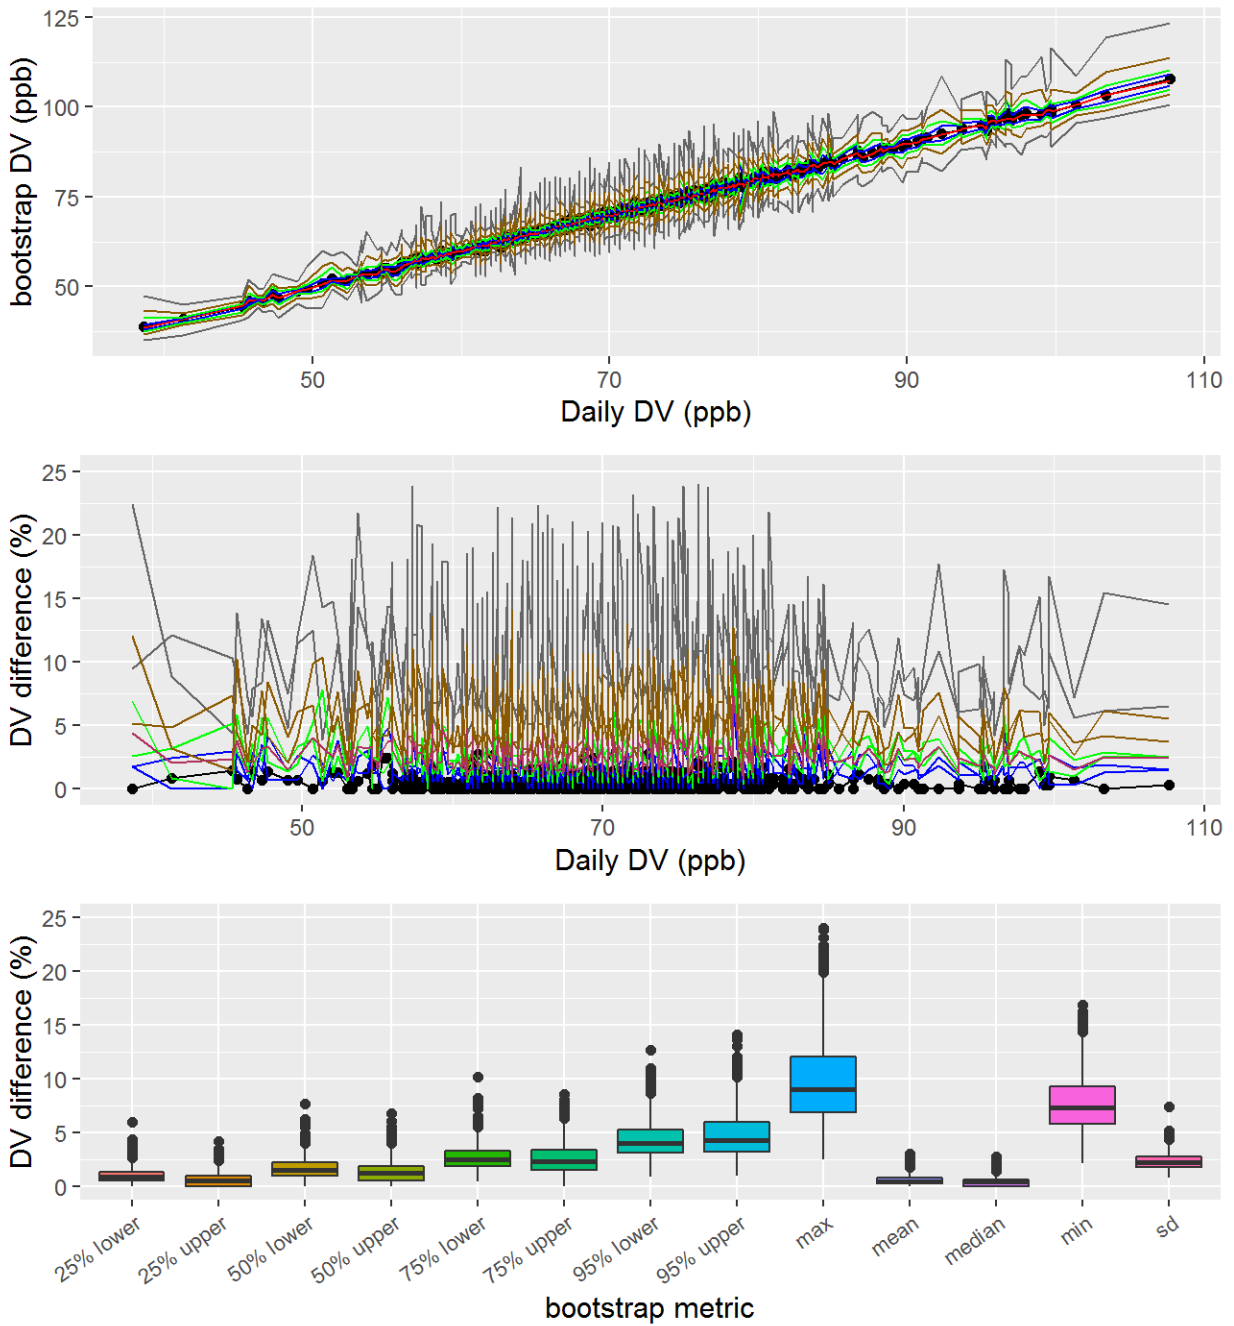 125
100
75
50
bootstrap DV (ppb)
50 70 90 110
Daily DV (ppb)
25
20
15
10
5
0
DV difference (%)
50 70 90 110
Daily DV (ppb)
25
20
15
10
5
0
DV difference (%)
25% lower 25% upper 50% lower 50% upper 75% lower 75% upper 95% lower 95% upper max mean median min sd
bootstrap metric